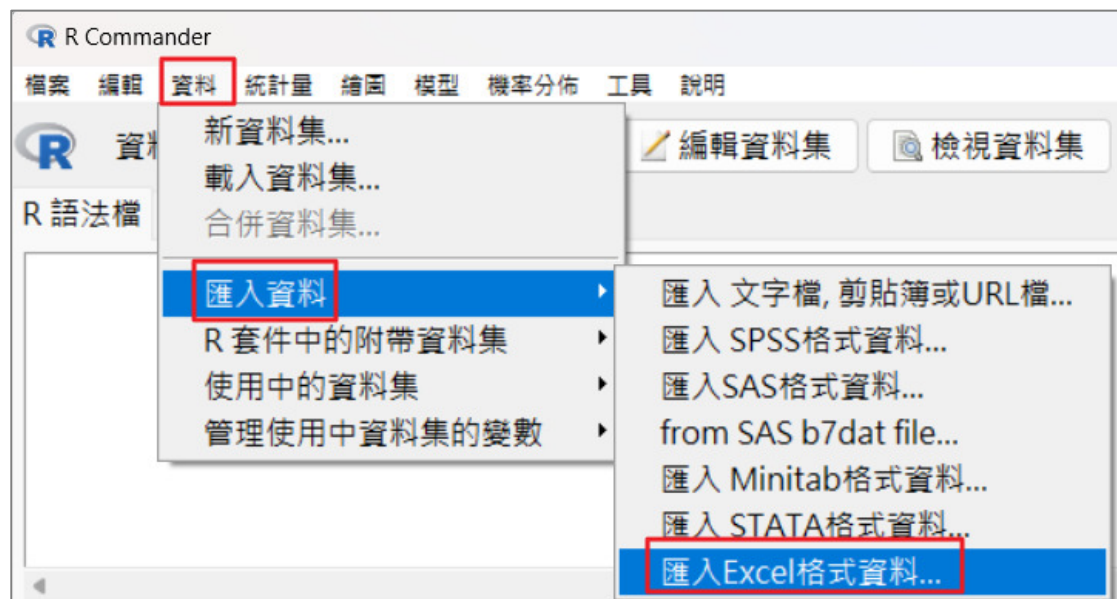 R Commander
檔案 編輯 資料 統計量 繪圖 模型 機率分佈 工具 說明
資料 編輯資料集 檢視資料集
R 語法檔
新資料集...
載入資料集...
合併資料集...
匯入資料
R 套件中的附帶資料集
使用中的資料集
管理使用中資料集的變數
匯入 文字檔, 剪貼簿或URL檔...
匯入 SPSS格式資料...
匯入SAS格式資料...
from SAS b7dat file...
匯入 Minitab格式資料...
匯入 STATA格式資料...
匯入Excel格式資料...